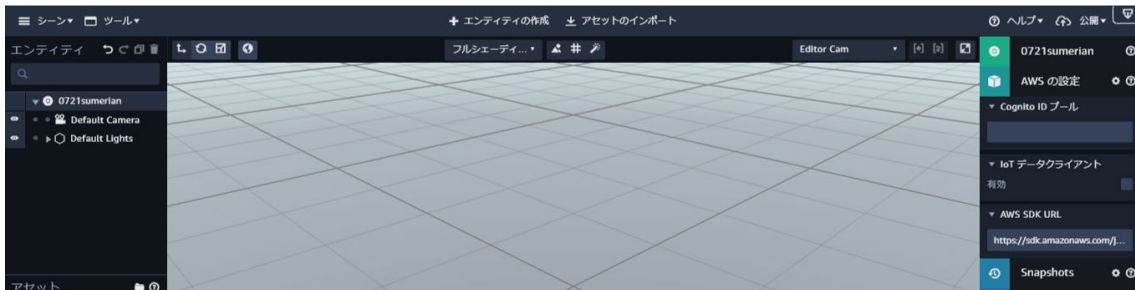 シーン ツール エンティティの作成 アセットのインポート ヘルプ 公開
エンティティ フルシェーディ... Editor Cam 0721sumerian
AWS の設定
0721sumerian
Cognito ID プール
Default Camera
Default Lights
IoT データクライアント
有効
AWS SDK URL
https://sdk.amazonaws.com/j...
Snapshots
アセット